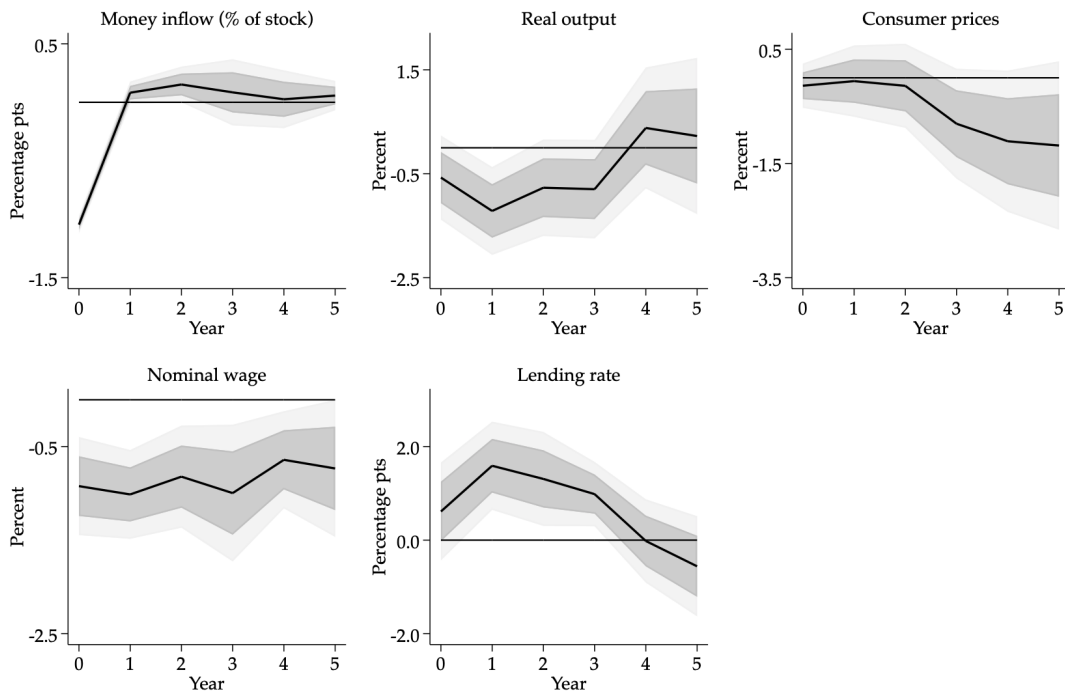 Money inflow (% of stock)
0.5
-1.5
Percentage pts
0 1 2 3 4 5
Year
Real output
1.5
-0.5
-2.5
Percent
0 1 2 3 4 5
Year
Consumer prices
0.5
-1.5
-3.5
Percent
0 1 2 3 4 5
Year
Nominal wage
-0.5
-2.5
Percent
0 1 2 3 4 5
Year
Lending rate
2.0
0.0
-2.0
Percentage pts
0 1 2 3 4 5
Year